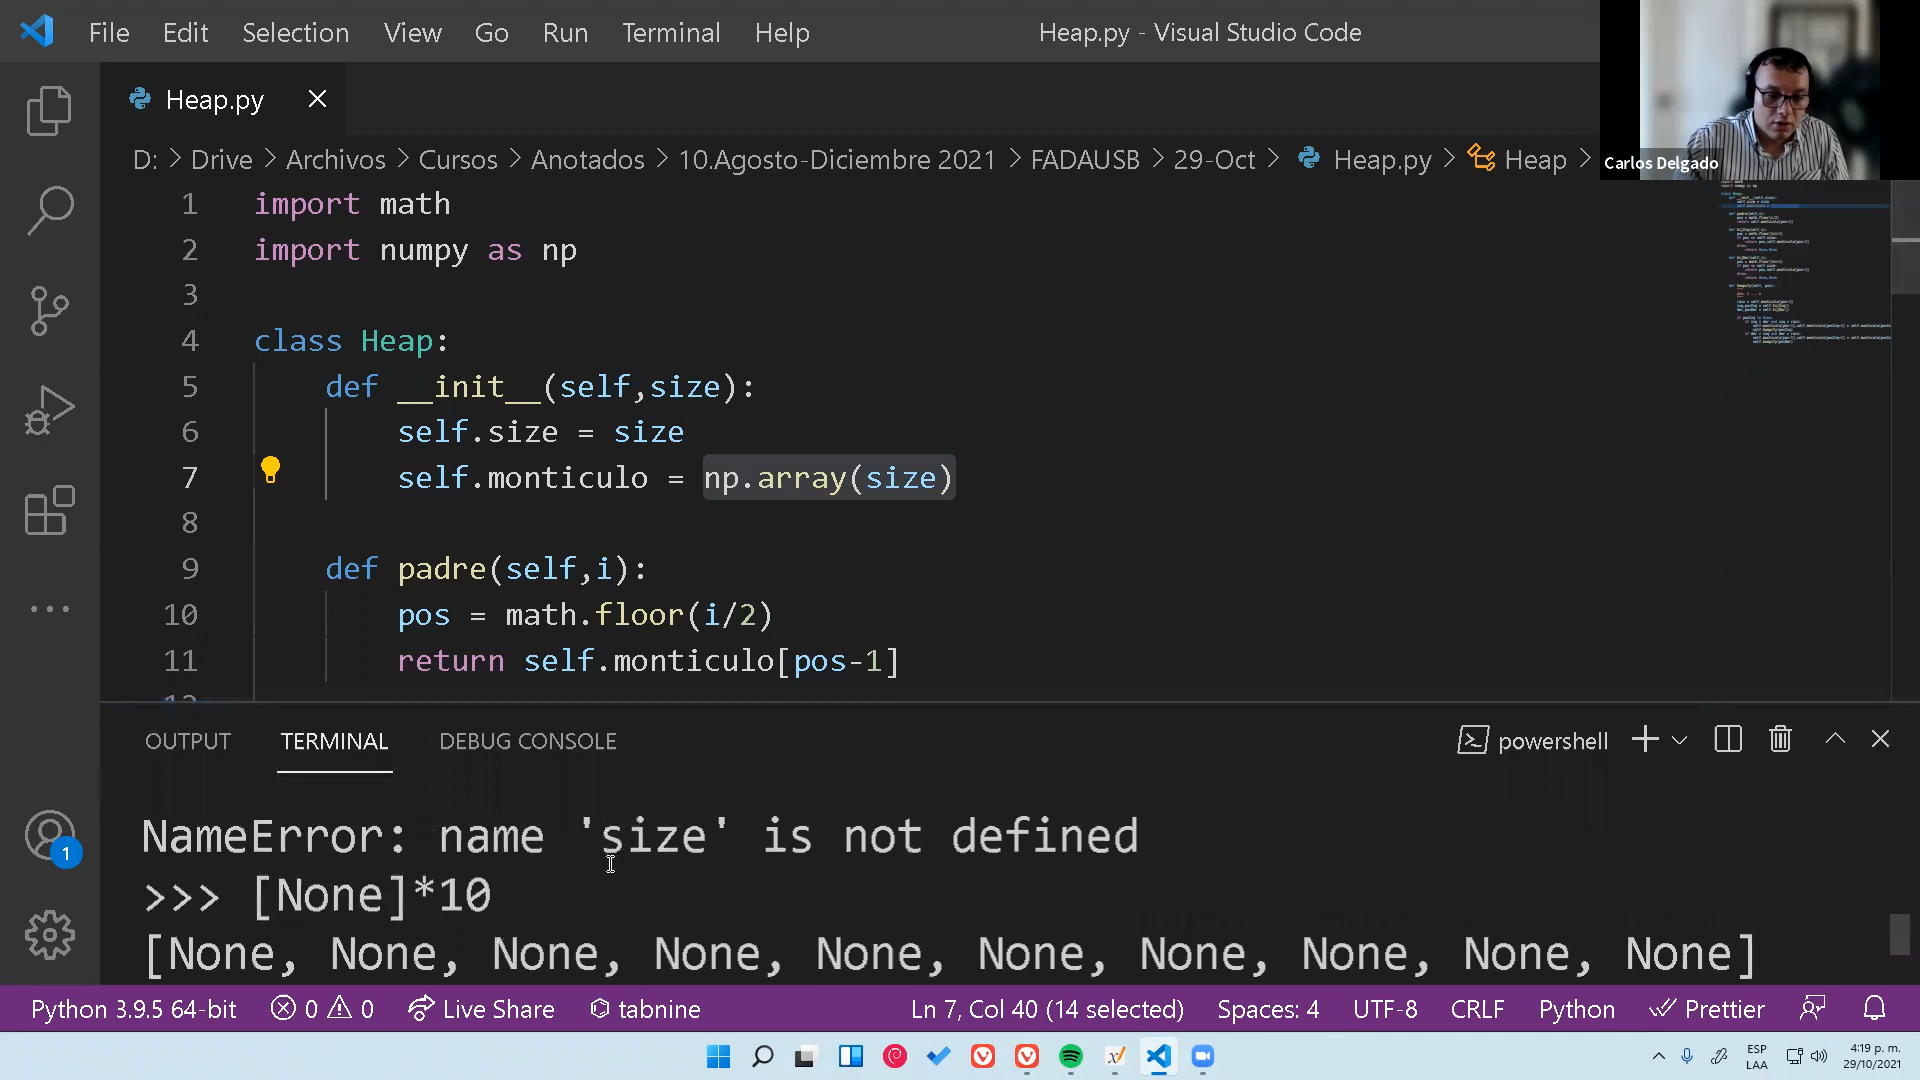 File Edit Selection View Go Run Terminal Help Heap.py - Visual Studio Code
Heap.py
D: > Drive > Archivos > Cursos > Anotados > 10.Agosto-Diciembre 2021 > FADAUSB > 29-Oct > Heap.py > Heap >
Carlos Delgado
1 import math
2 import numpy as np
3
4 class Heap:
5 def __init__(self,size):
6 self.size = size
7 self.monticulo = np.array(size)
8
9 def padre(self,i):
10 pos = math.floor(i/2)
11 return self.monticulo[pos-1]
12
OUTPUT TERMINAL DEBUG CONSOLE powershell
NameError: name 'size' is not defined
>>> [None]*10
[None, None, None, None, None, None, None, None, None, None]
1
Python 3.9.5 64-bit 0 0 Live Share tabnine Ln 7, Col 40 (14 selected) Spaces: 4 UTF-8 CRLF Python Prettier
ESP
LAA
4:19 p. m.
29/10/2021